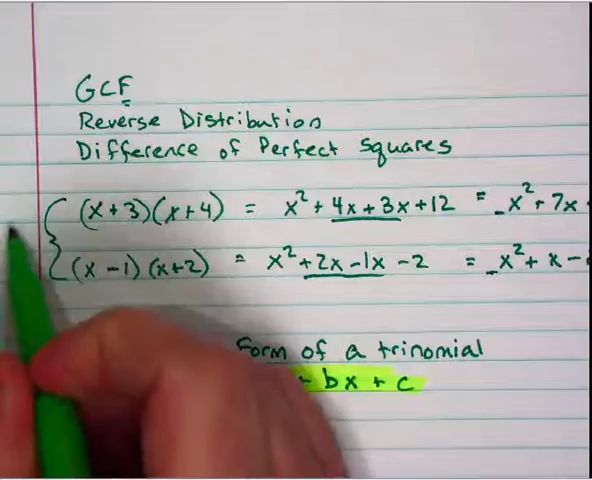 GCF
Reverse Distribution
Difference of Perfect Squares
(x+3)(x+4) = x² + 4x + 3x + 12 = x² + 7x
(x -1)(x+2) = x² + 2x - 1x - 2 = x² + x -
Form of a trinomial
+ bx + c